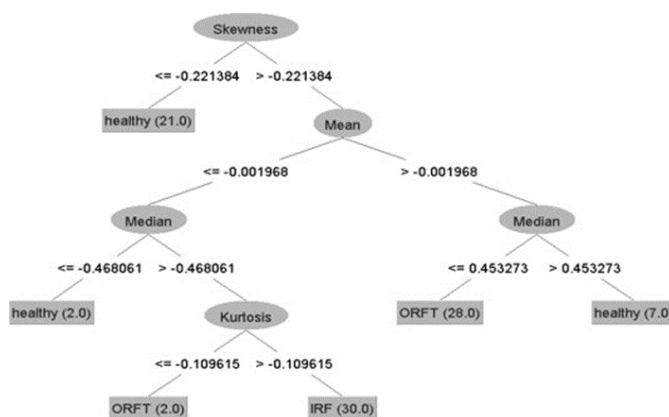 Skewness
<= -0.221384 > -0.221384
healthy (21.0)
Mean
<= -0.001968 > -0.001968
Median Median
<= -0.468061 > -0.468061 <= 0.453273 > 0.453273
healthy (2.0) Kurtosis ORFT (28.0) healthy (7.0)
<= -0.109615 > -0.109615
ORFT (2.0) IRF (30.0)